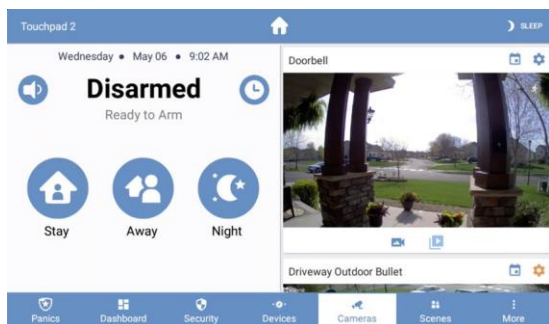 Touchpad 2
SLEEP
Wednesday • May 06 • 9:02 AM
Disarmed
Ready to Arm
Stay
Away
Night
Doorbell
Driveway Outdoor Bullet
Panics
Dashboard
Security
Devices
Cameras
Scenes
More